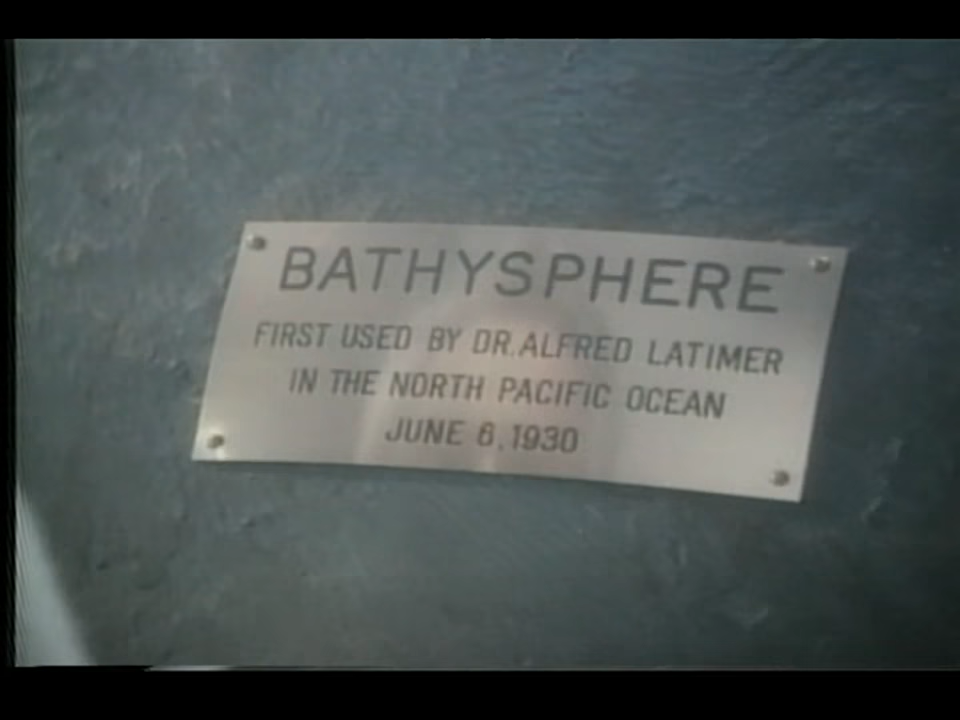 BATHYSPHERE
FIRST USED BY DR. ALFRED LATIMER
IN THE NORTH PACIFIC OCEAN
JUNE 6, 1930